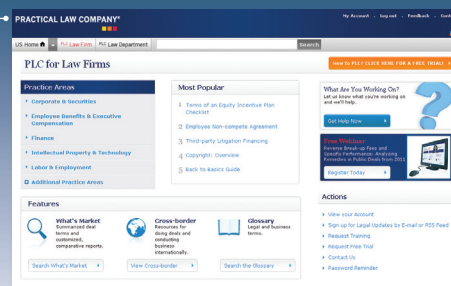 PRACTICAL LAW COMPANY®
My Account . log out . Feedback .
US Home PLC Law Firm PLC Law Department Search
PLC for Law Firms
New to PLC? CLICK HERE FOR A FREE TRIAL!
Practice Areas
Corporate & Securities
Employee Benefits & Executive
Compensation
Finance
Intellectual Property & Technology
Labor & Employment
Additional Practice Areas
Most Popular
1 Terms of an Equity Incentive Plan
Checklist
2 Employee Non-compete Agreement
3 Third-party Litigation Financing
4 Copyright: Overview
5 Back to Basics Guide
What Are You Working On?
Let us know what you're working on
and we'll help.
Get Help Now
Free Webinar
Reverse Break-up Fees and
Specific Performance: Analyzing
Remedies in Public Deals from 2011
Register Today
Features
What's Market
Summarized deal
terms and
customized,
comparative reports.
Search What's Market
Cross-border
Resources for
doing deals and
conducting
business
internationally.
View Cross-border
Glossary
Legal and business
terms.
Search the Glossary
Actions
View your Account
Sign up for Legal Updates by E-mail or RSS Feed
Request Training
Request Free Trial
Contact Us
Password Reminder